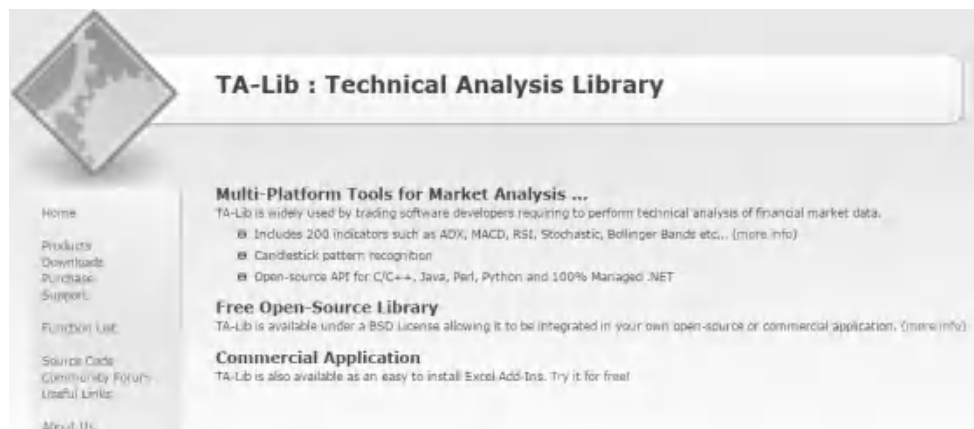 TA-Lib : Technical Analysis Library
Multi-Platform Tools for Market Analysis ...
TA-Lib is widely used by trading software developers requiring to perform technical analysis of financial market data.
Includes 200 indicators such as ADX, MACD, RSI, Stochastic, Bollinger Bands etc... (more info)
Candlestick pattern recognition
Open-source API for C/C++, Java, Perl, Python and 100% Managed .NET
Free Open-Source Library
TA-Lib is available under a BSD License allowing it to be integrated in your own open-source or commercial application. (more info)
Commercial Application
TA-Lib is also available as an easy to install Excel Add-Ins. Try it for free!
Home
Products
Downloads
Purchase
Support
Function List
Source Code
Community Forum
Useful Links
About Us